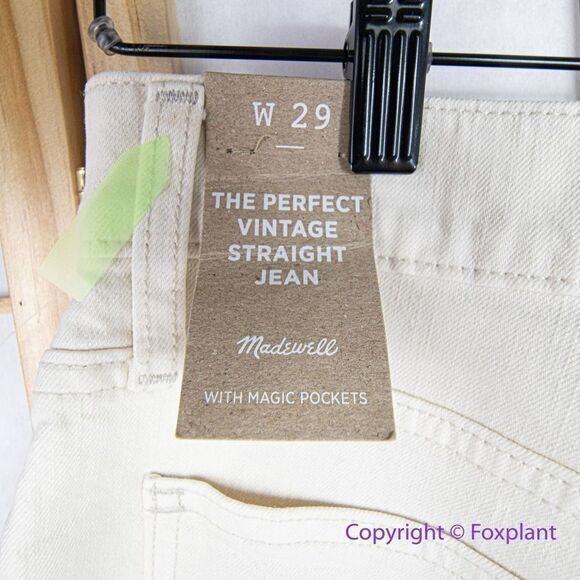 W 29
THE PERFECT
VINTAGE
STRAIGHT
JEAN
Madewell
WITH MAGIC POCKETS
Copyright © Foxplant